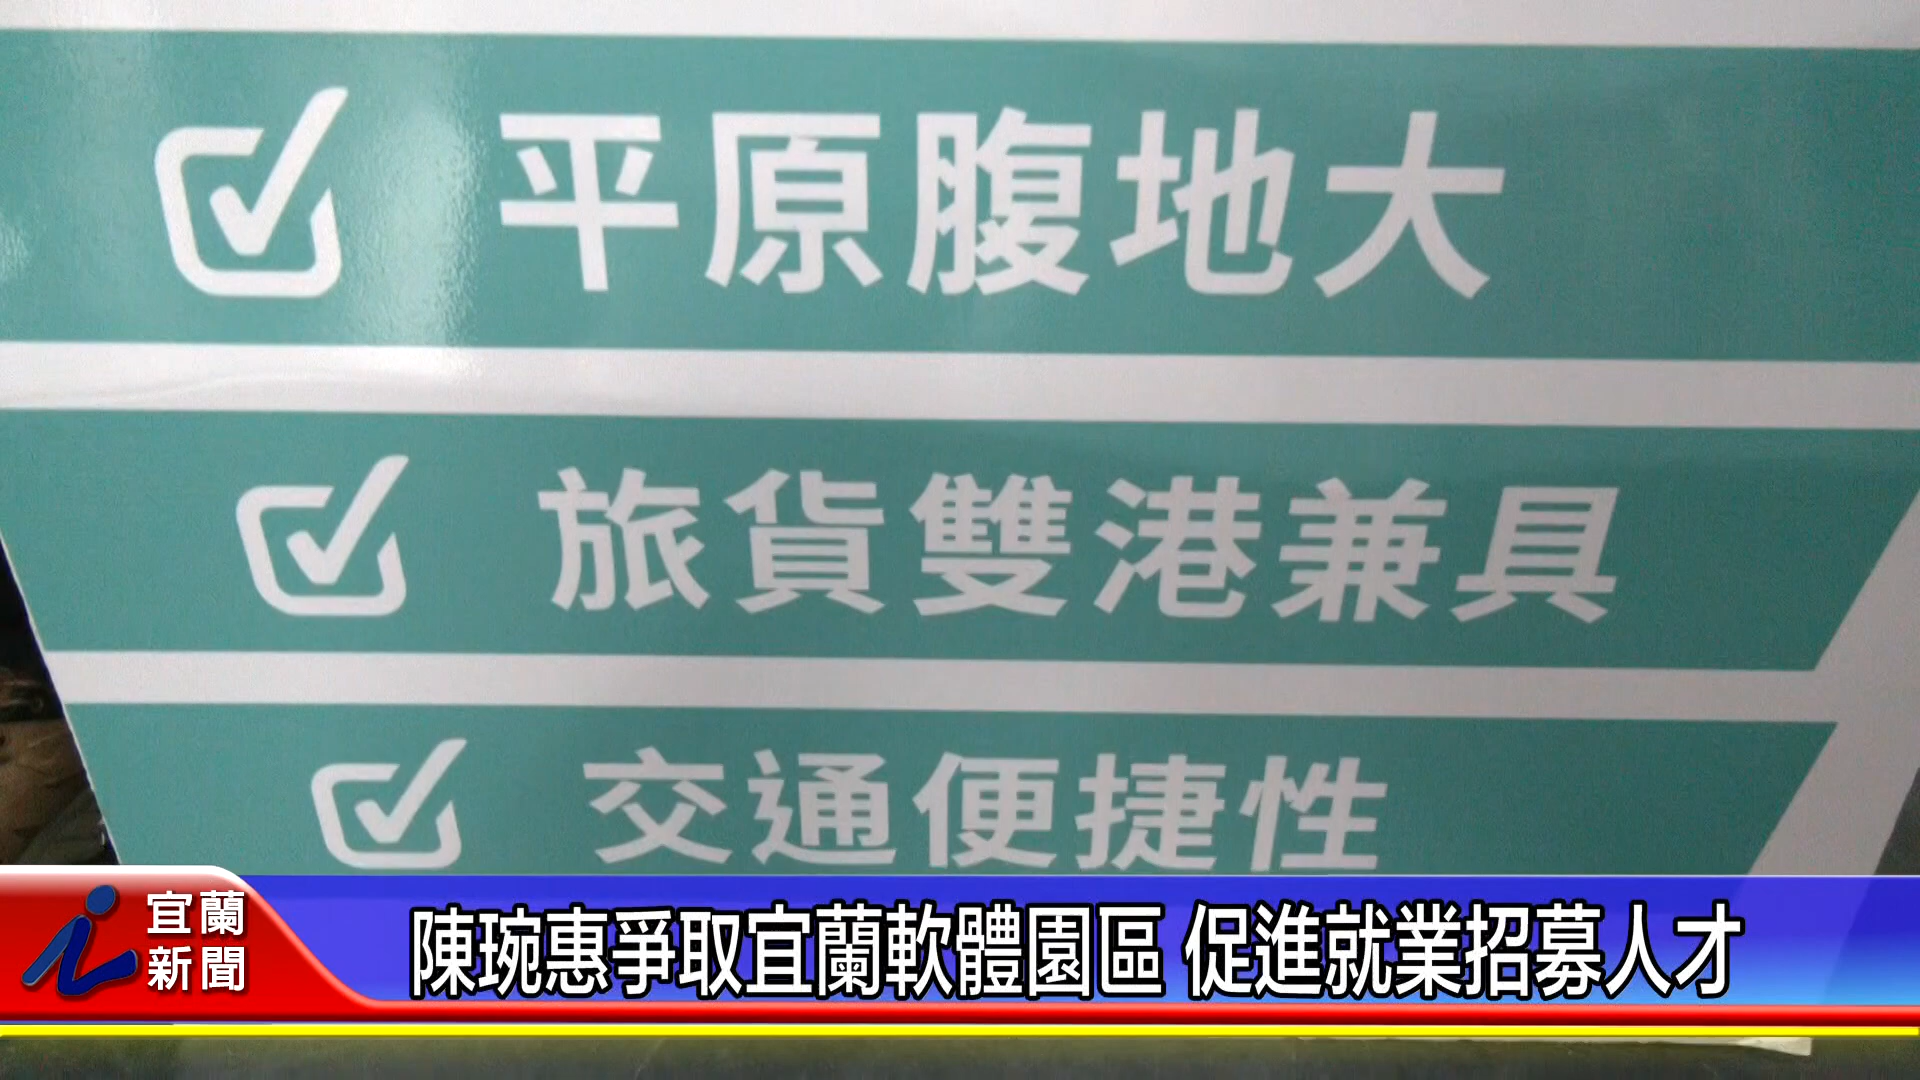 平原腹地大
旅貨雙港兼具
交通便捷性
宜蘭
新聞
陳琬惠爭取宜蘭軟體園區 促進就業招募人才